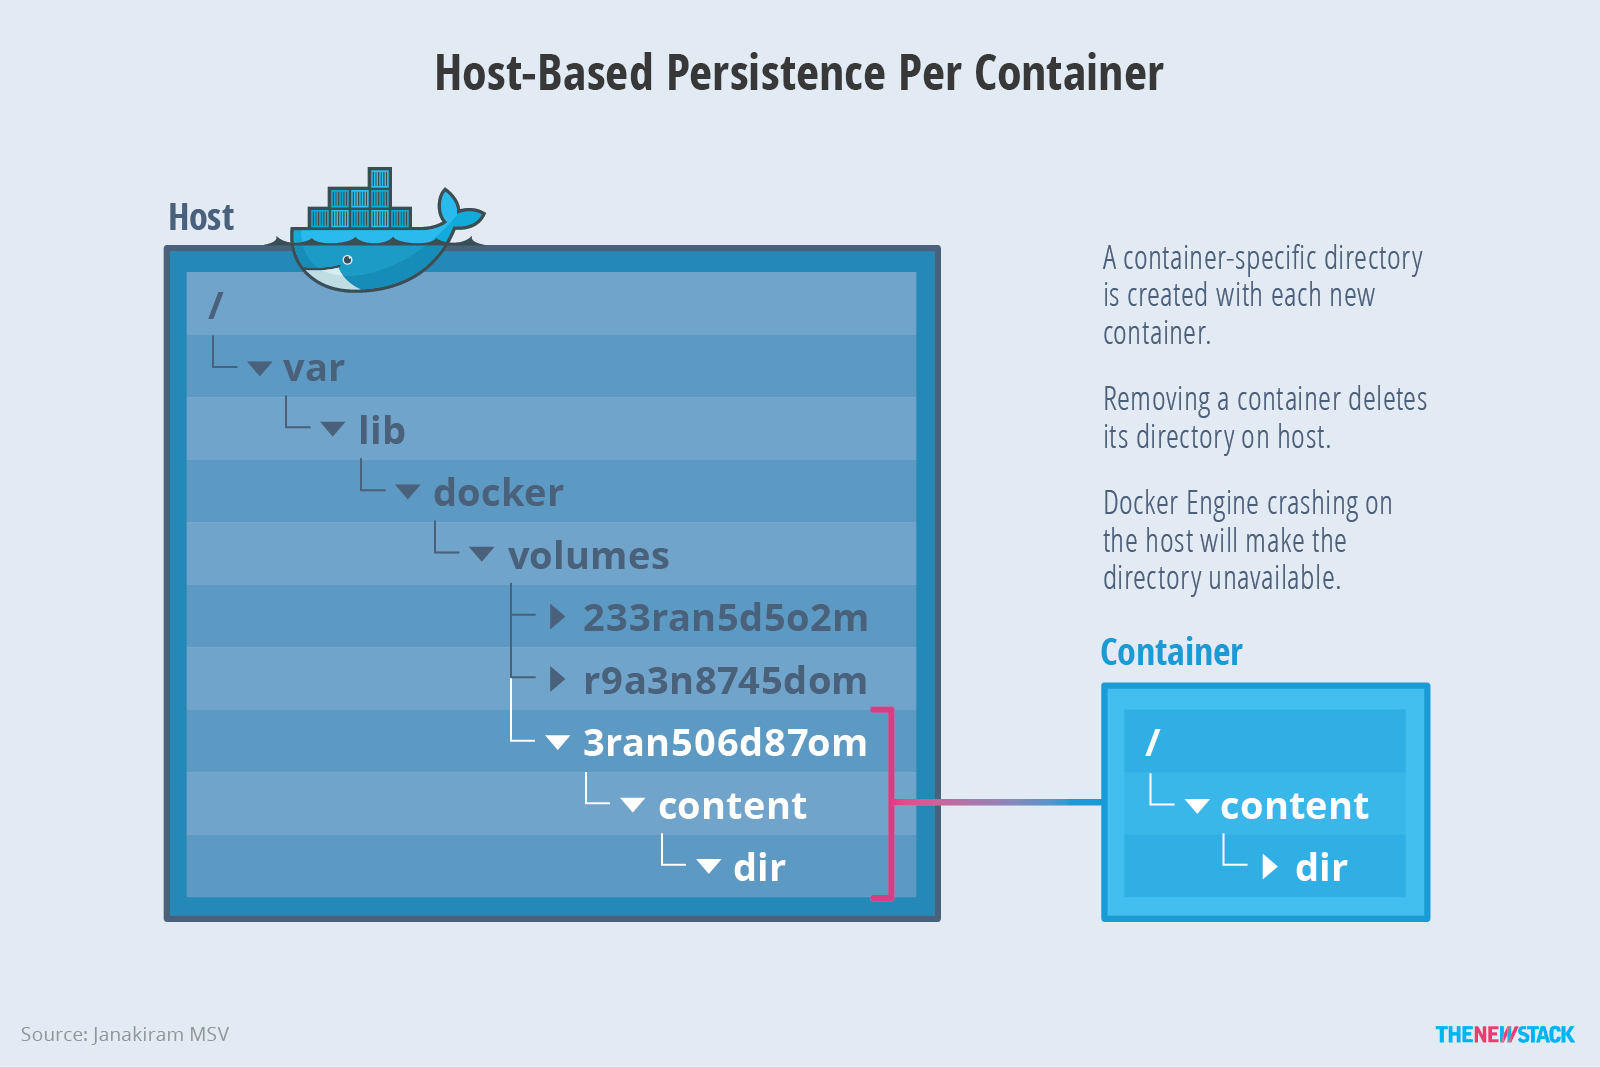 Host-Based Persistence Per Container
Host
/
var
lib
docker
volumes
233ran5d5o2m
r9a3n8745dom
3ran506d87om
content
dir
A container-specific directory
is created with each new
container.
Removing a container deletes
its directory on host.
Docker Engine crashing on
the host will make the
directory unavailable.
Container
/
content
dir
Source: Janakiram MSV
THENEWSTACK